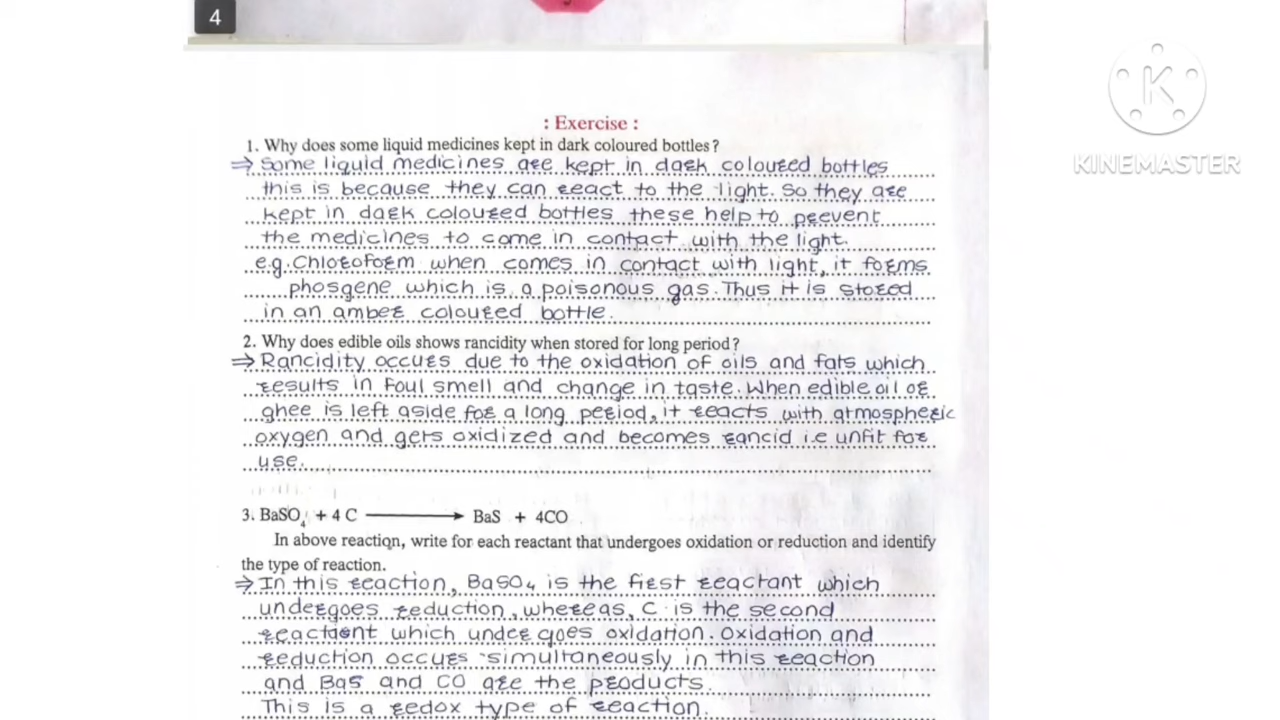 4
: Exercise :
1. Why does some liquid medicines kept in dark coloured bottles ?
⇒ Some liquid medicines are kept in dark coloured bottles
this is because they can react to the light. So they are
kept in dark coloured bottles these help to prevent
the medicines to come in contact with the light.
e.g. Chloroform when comes in contact with light, it forms
phosgene which is a poisonous gas. Thus it is stored
in an amber coloured bottle.
2. Why does edible oils shows rancidity when stored for long period ?
⇒ Rancidity occurs due to the oxidation of oils and fats which
results in foul smell and change in taste. When edible oil or
ghee is left aside for a long period, it reacts with atmospheric
oxygen and gets oxidized and becomes rancid i.e unfit for
use.
3. BaSO₄ + 4 C ⟶ BaS + 4CO
In above reaction, write for each reactant that undergoes oxidation or reduction and identify
the type of reaction.
⇒ In this reaction, BaSO₄ is the first reactant which
undergoes reduction, whereas, C is the second
reactant which undergoes oxidation. Oxidation and
reduction occurs simultaneously in this reaction
and BaS and CO are the products.
This is a redox type of reaction.
K
KINEMASTER